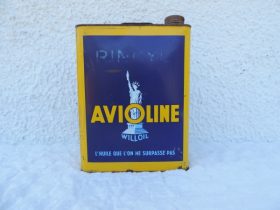 AVIOLINE
WILLOIL
L'HUILE QUE L'ON NE SURPASSE PAS